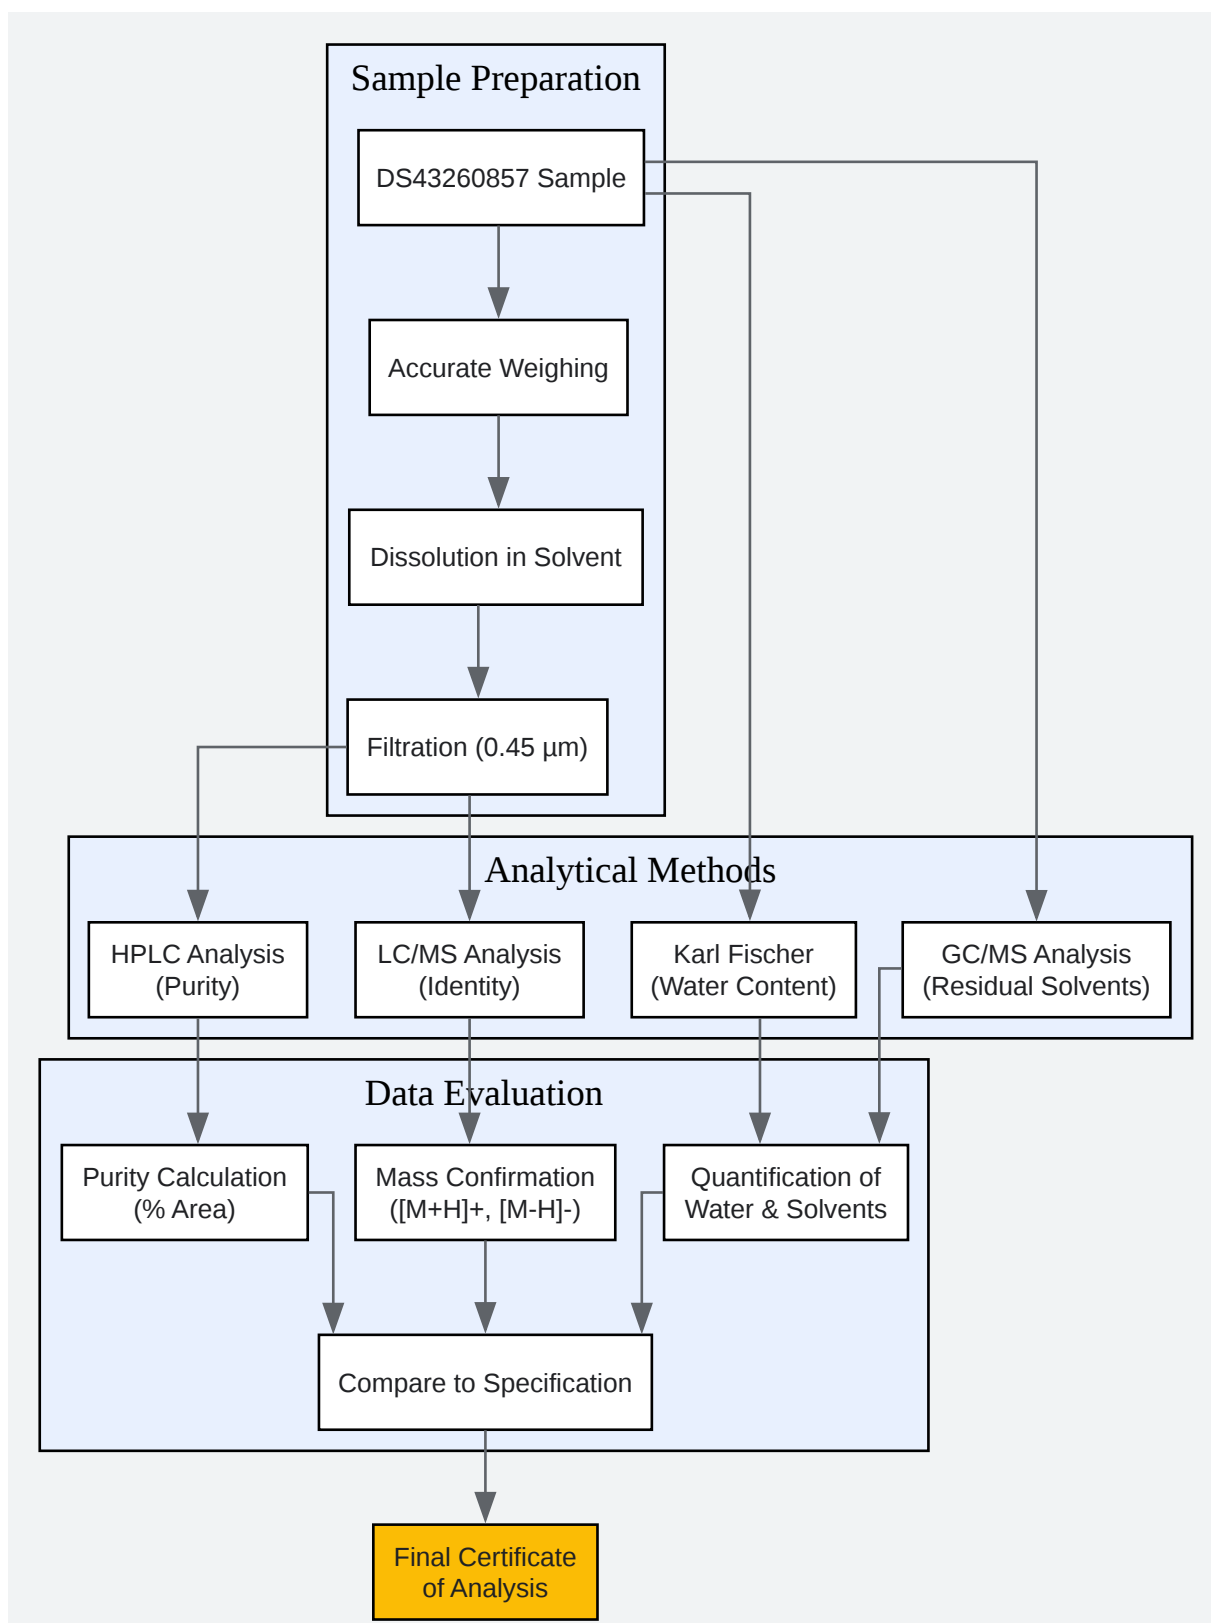 Sample Preparation
DS43260857 Sample
Accurate Weighing
Dissolution in Solvent
Filtration (0.45 µm)
Analytical Methods
HPLC Analysis
(Purity)
LC/MS Analysis
(Identity)
Karl Fischer
(Water Content)
GC/MS Analysis
(Residual Solvents)
Data Evaluation
Purity Calculation
(% Area)
Mass Confirmation
([M+H]+, [M-H]-)
Quantification of
Water & Solvents
Compare to Specification
Final Certificate
of Analysis